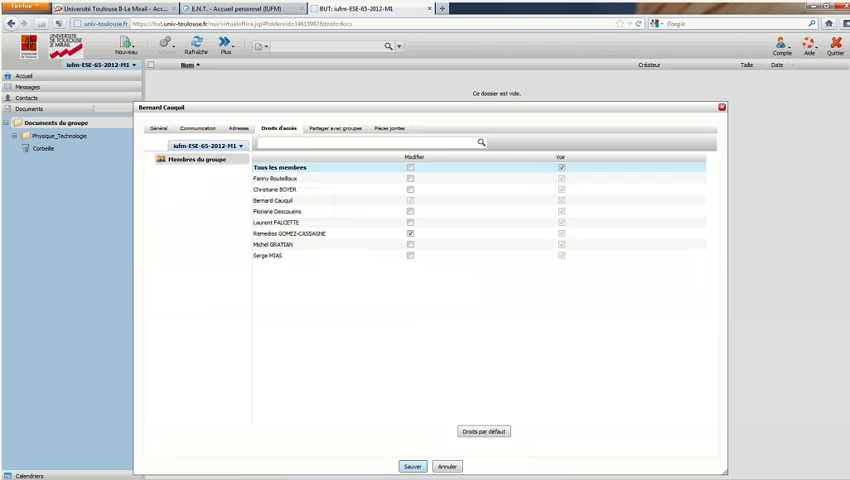 Firefox
Université Toulouse II-Le Mirail - Acc...
E.N.T. - Accueil personnel (IUFM)
BUT: iufm-ESE-65-2012-M1
univ-toulouse.fr
Google
Nouveau
Rafraîchir
Plus
Compte
Aide
Quitter
iufm-ESE-65-2012-M1
Nom
Créateur
Taille
Date
Accueil
Messages
Contacts
Documents
Ce dossier est vide.
Documents du groupe
Physique_Technologie
Corbeille
Bernard Cauquil
Général
Communication
Adresses
Droits d'accès
Partager avec groupes
Pièces jointes
iufm-ESE-65-2012-M1
Membres du groupe
Modifier
Voir
Tous les membres
Fanny Bouteilloux
Christiane BOYER
Bernard Cauquil
Floriane Descouens
Laurent FALCETTE
Remedios GOMEZ-CASSAGNE
Michel GRATIAN
Serge MIAS
Droits par défaut
Sauver
Annuler
Calendriers